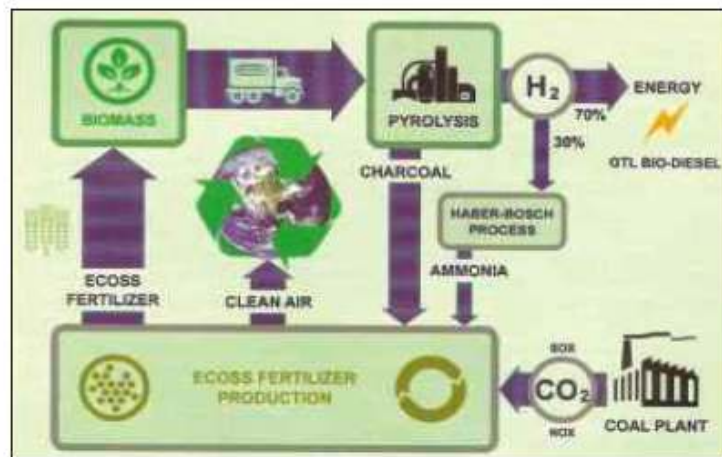 BIOMASS
PYROLYSIS
H2
70%
30%
ENERGY
GTL BIO-DIESEL
CHARCOAL
HABER-BOSCH
PROCESS
AMMONIA
ECOSS
FERTILIZER
CLEAN AIR
ECOSS FERTILIZER
PRODUCTION
SOX
CO2
NOX
COAL PLANT